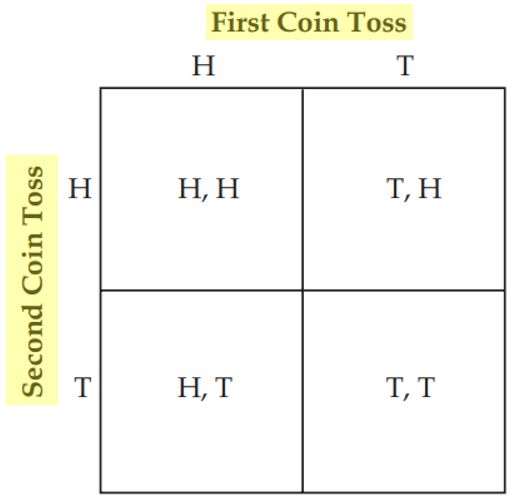 First Coin Toss
H T
Second Coin Toss
H H, H T, H
T H, T T, T